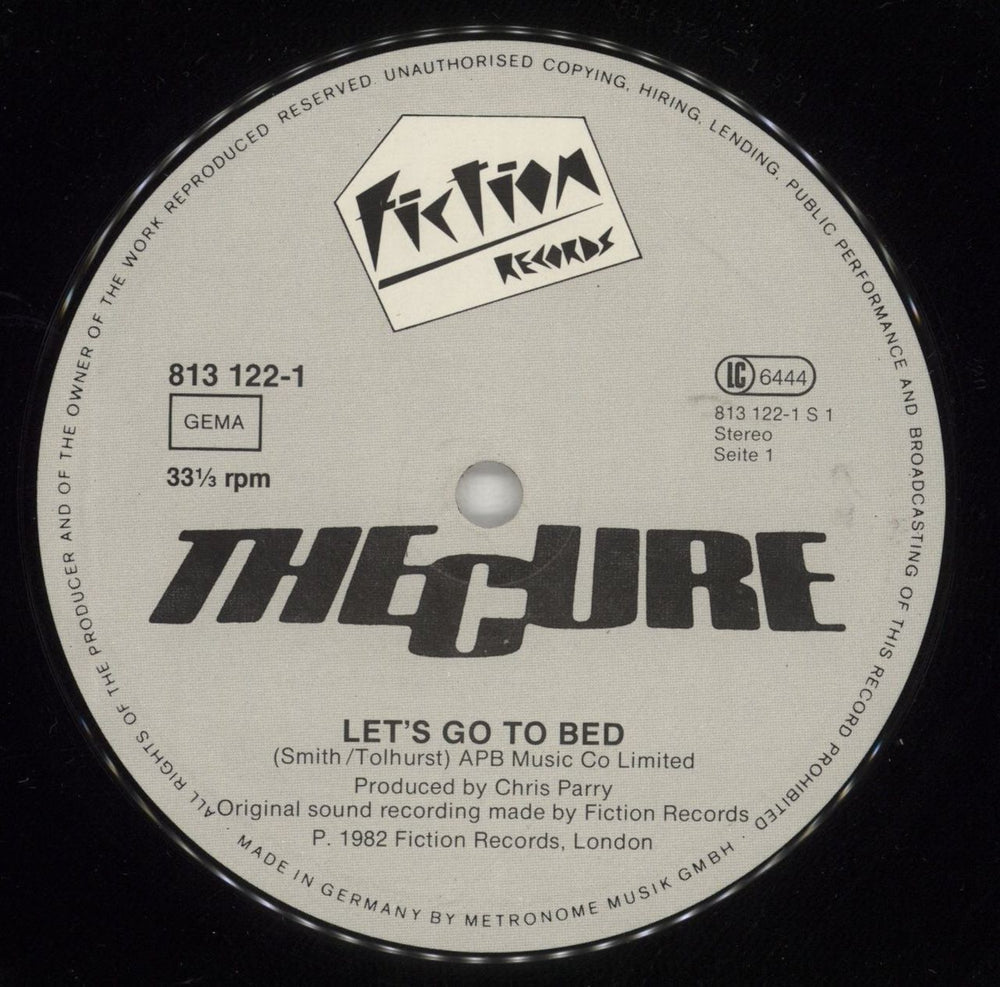 ALL RIGHTS OF THE PRODUCER AND OF THE OWNER OF THE WORK REPRODUCED RESERVED. UNAUTHORISED COPYING, HIRING, LENDING, PUBLIC PERFORMANCE AND BROADCASTING OF THIS RECORD PROHIBITED ·
FICTION
RECORDS
813 122-1
GEMA
33⅓ rpm
LC 6444
813 122-1 S 1
Stereo
Seite 1
THE CURE
LET'S GO TO BED
(Smith/Tolhurst) APB Music Co Limited
Produced by Chris Parry
Original sound recording made by Fiction Records
P. 1982 Fiction Records, London
MADE IN GERMANY BY METRONOME MUSIK GMBH